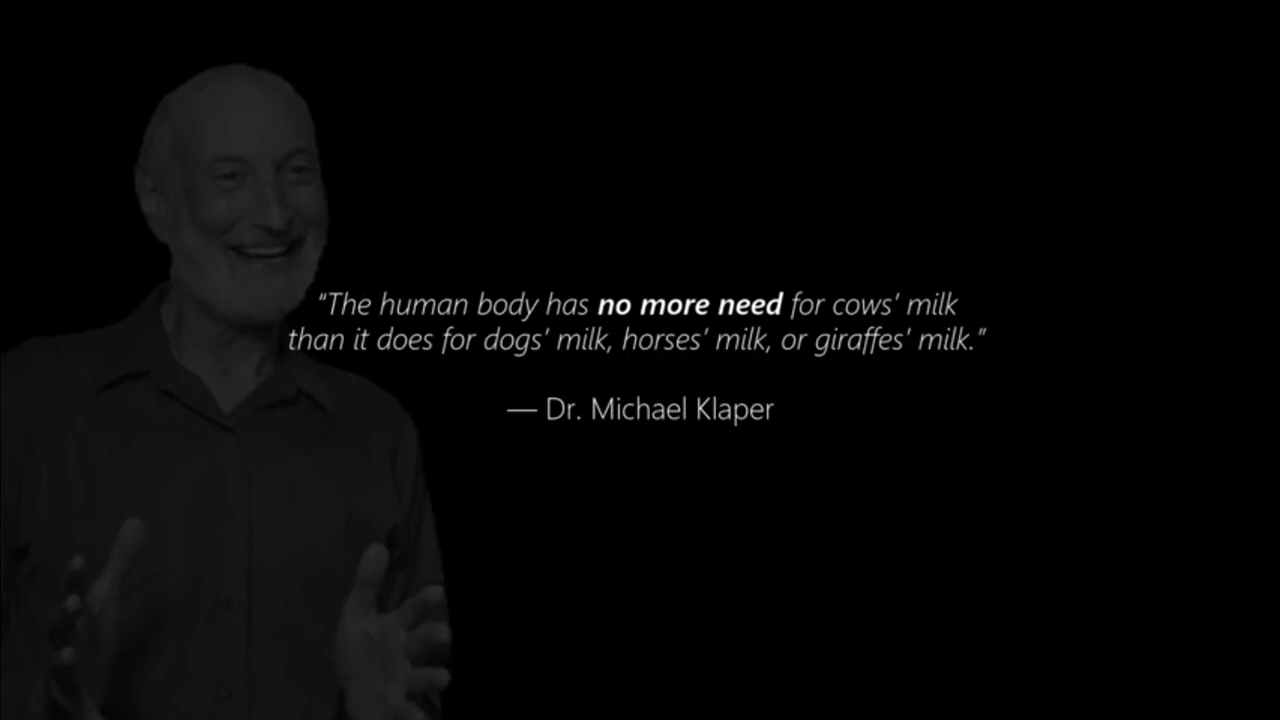 "The human body has no more need for cows' milk
than it does for dogs' milk, horses' milk, or giraffes' milk."
— Dr. Michael Klaper